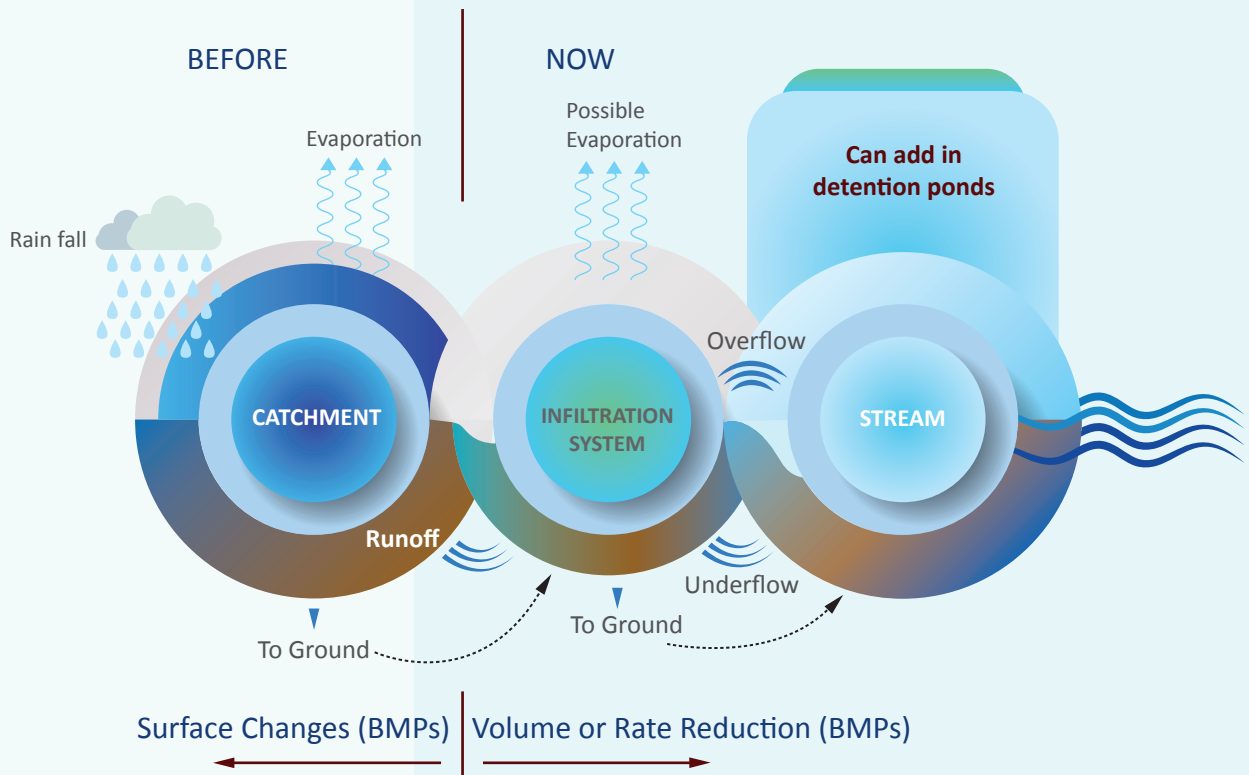 BEFORE
NOW
Evaporation
Possible
Evaporation
Can add in
detention ponds
Rain fall
Overflow
CATCHMENT
INFILTRATION
SYSTEM
STREAM
Runoff
Underflow
To Ground
To Ground
Surface Changes (BMPs)
Volume or Rate Reduction (BMPs)